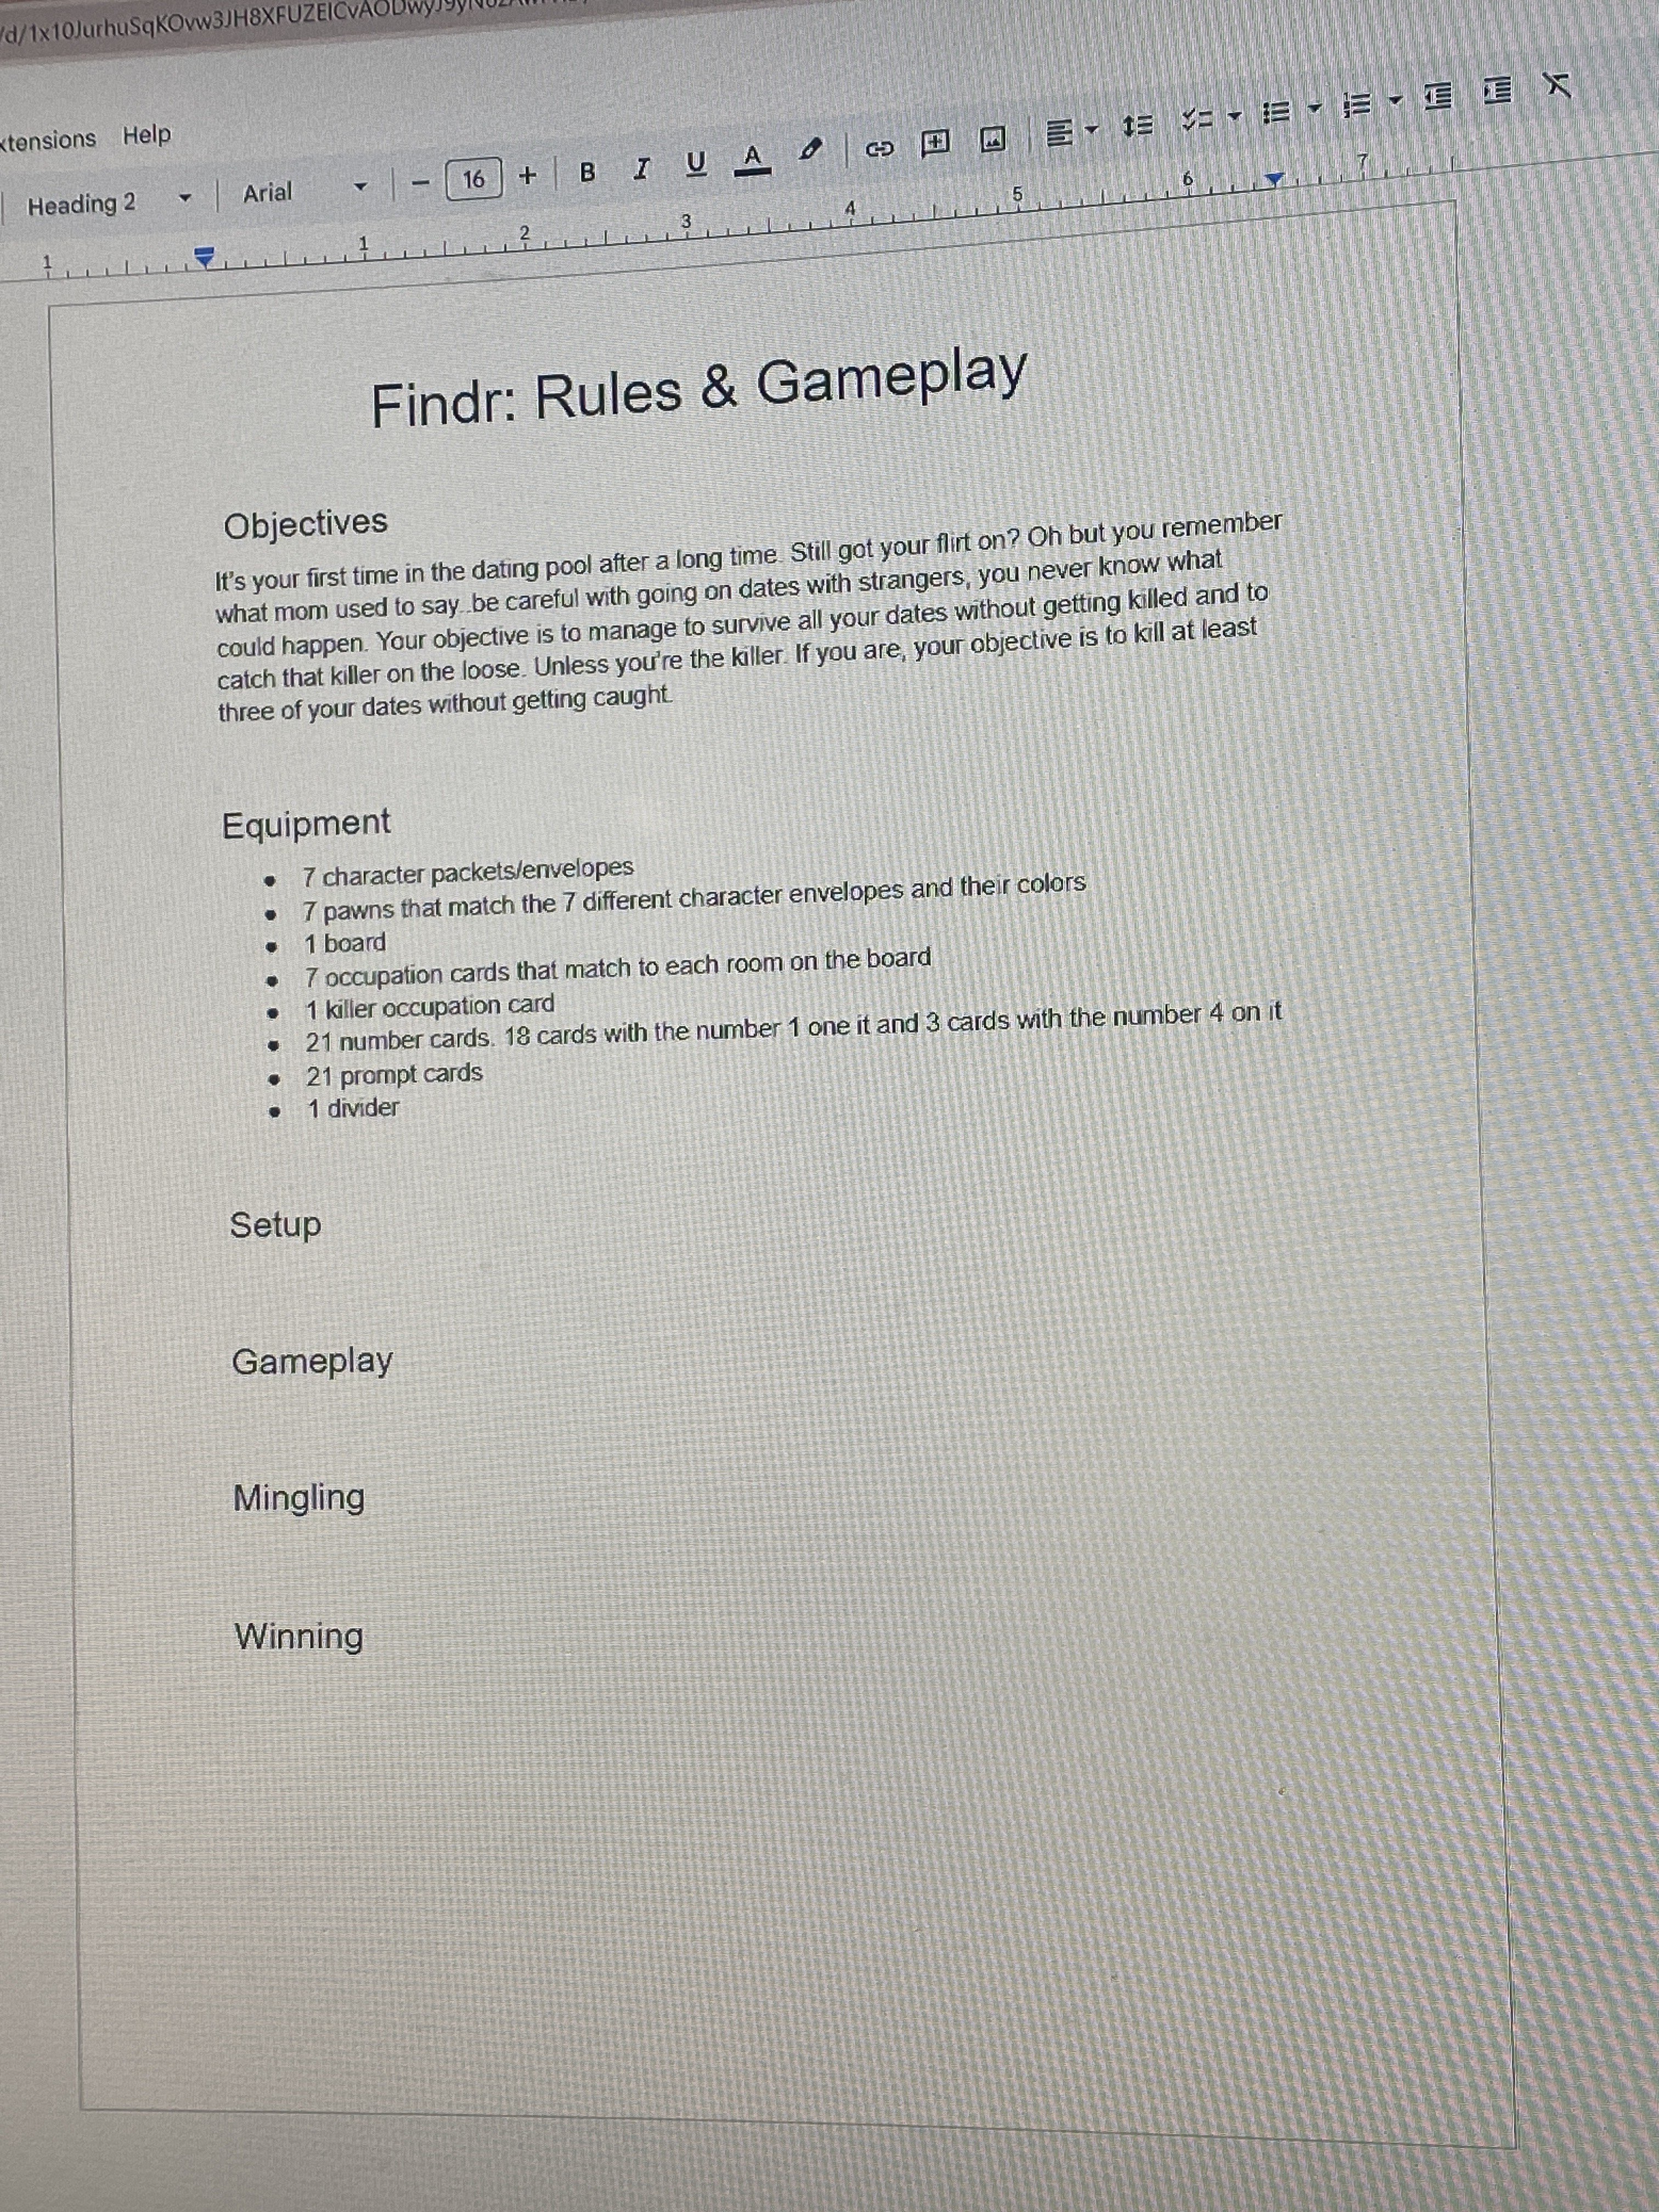 Extensions Help
Heading 2 Arial − 16 + B I U A
1 1 2 3 4 5 6 7
Findr: Rules & Gameplay
Objectives
It's your first time in the dating pool after a long time. Still got your flirt on? Oh but you remember
what mom used to say..be careful with going on dates with strangers, you never know what
could happen. Your objective is to manage to survive all your dates without getting killed and to
catch that killer on the loose. Unless you're the killer. If you are, your objective is to kill at least
three of your dates without getting caught.
Equipment
● 7 character packets/envelopes
● 7 pawns that match the 7 different character envelopes and their colors
● 1 board
● 7 occupation cards that match to each room on the board
● 1 killer occupation card
● 21 number cards. 18 cards with the number 1 one it and 3 cards with the number 4 on it
● 21 prompt cards
● 1 divider
Setup
Gameplay
Mingling
Winning